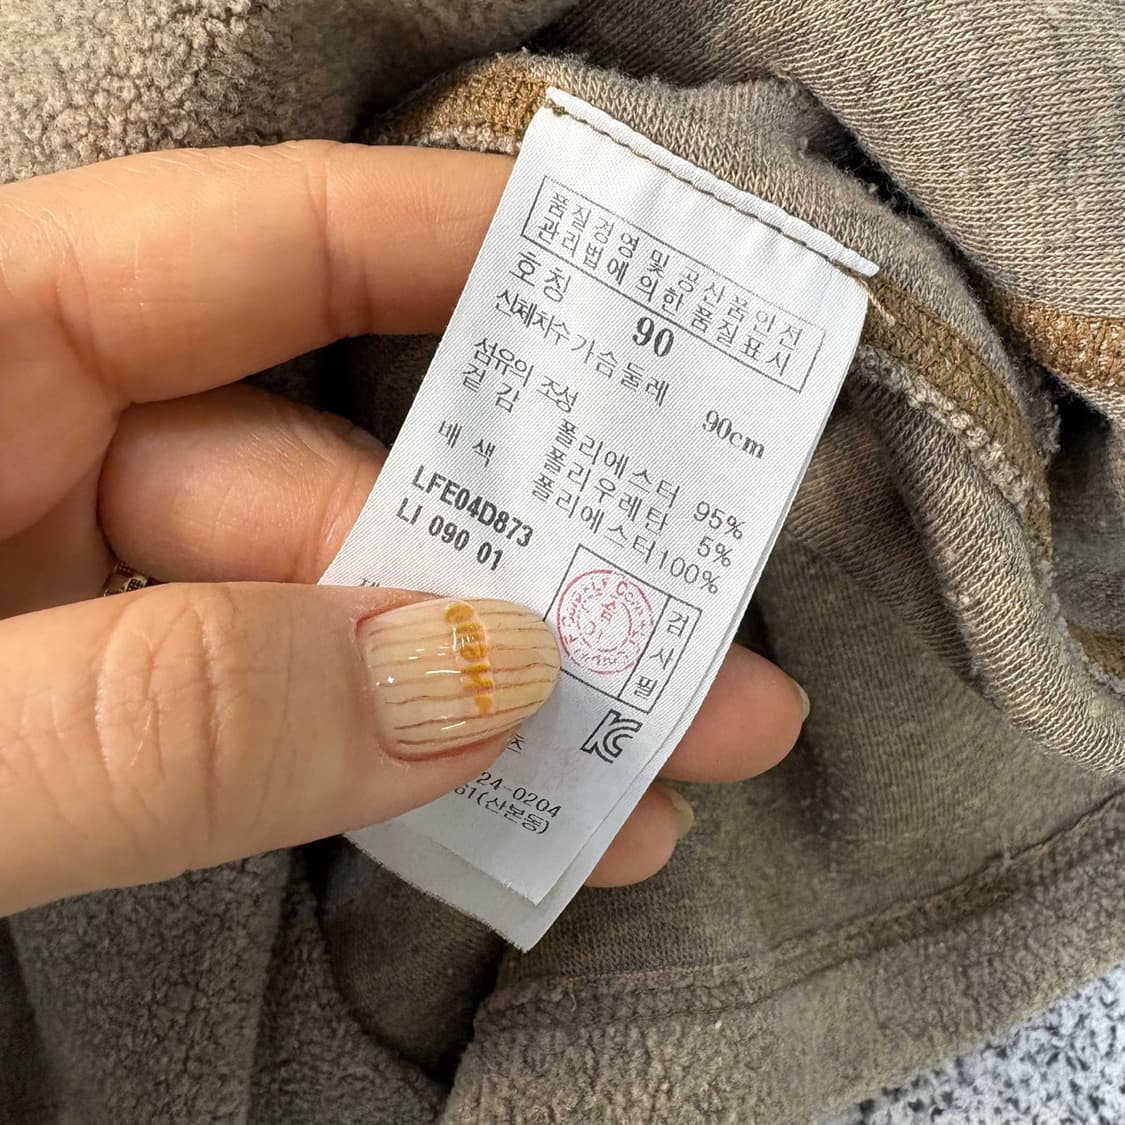 품질경영 및 공산품안전
관리법에 의한 품질표시
호 칭 90
신체치수 가슴둘레 90cm
섬유의 조성
겉 감 폴리에스터 95%
폴리우레탄 5%
배 색 폴리에스터 100%
LFE04D873
LI 090 01
검
사
필
24-0204
61(산본동)